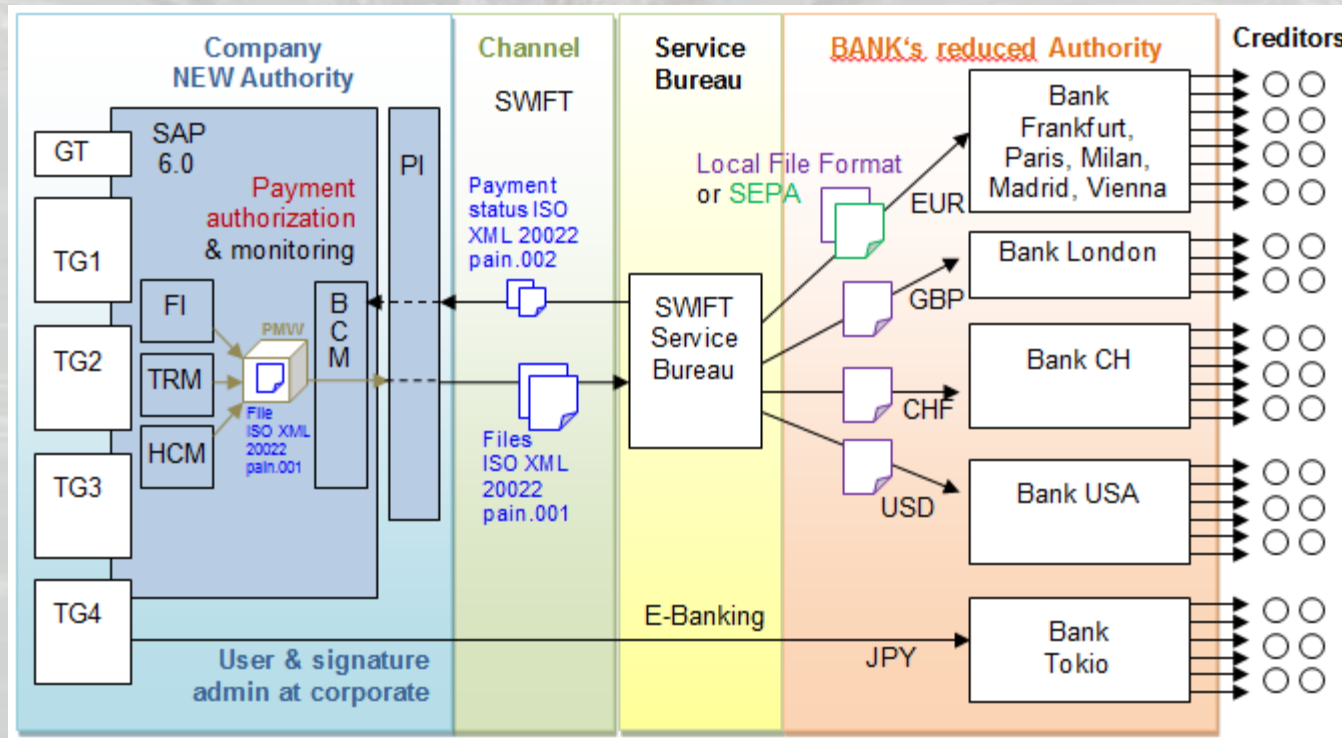 Company
NEW Authority
Channel
Service
Bureau
BANK's reduced Authority
Creditors
SWIFT
GT
TG1
TG2
TG3
TG4
SAP
6.0
Payment
authorization
& monitoring
FI
TRM
HCM
PMW
File
ISO XML
20022
pain.001
B
C
M
PI
Payment
status ISO
XML 20022
pain.002
Files
ISO XML
20022
pain.001
SWIFT
Service
Bureau
Local File Format
or SEPA
EUR
GBP
CHF
USD
Bank
Frankfurt,
Paris, Milan,
Madrid, Vienna
Bank London
Bank CH
Bank USA
E-Banking
JPY
Bank
Tokio
User & signature
admin at corporate